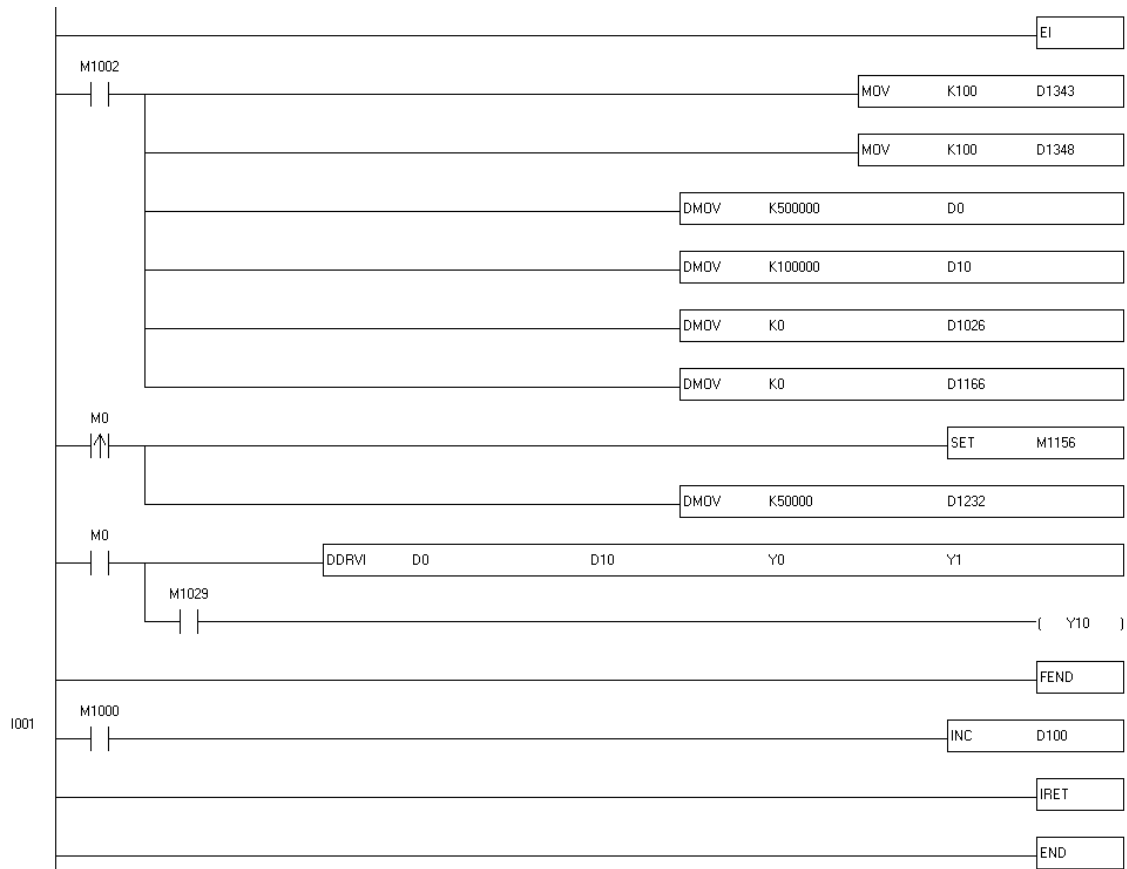 EI
M1002
MOV K100 D1343
MOV K100 D1348
DMOV K500000 D0
DMOV K100000 D10
DMOV K0 D1026
DMOV K0 D1166
M0
SET M1156
DMOV K50000 D1232
M0
DDRVI D0 D10 Y0 Y1
M1029
( Y10 )
FEND
M1000
I001
INC D100
IRET
END